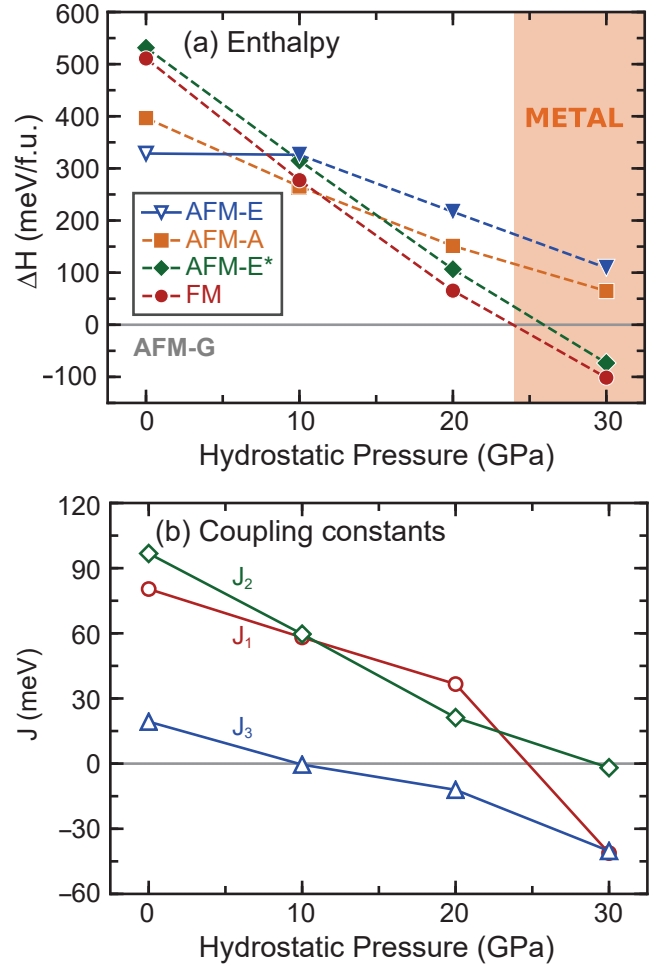 (a) Enthalpy
600
500
400
300
200
100
0
−100
ΔH (meV/f.u.)
METAL
AFM-E
AFM-A
AFM-E*
FM
AFM-G
0 10 20 30
Hydrostatic Pressure (GPa)
(b) Coupling constants
120
90
60
30
0
−30
−60
J (meV)
J₂
J₁
J₃
0 10 20 30
Hydrostatic Pressure (GPa)